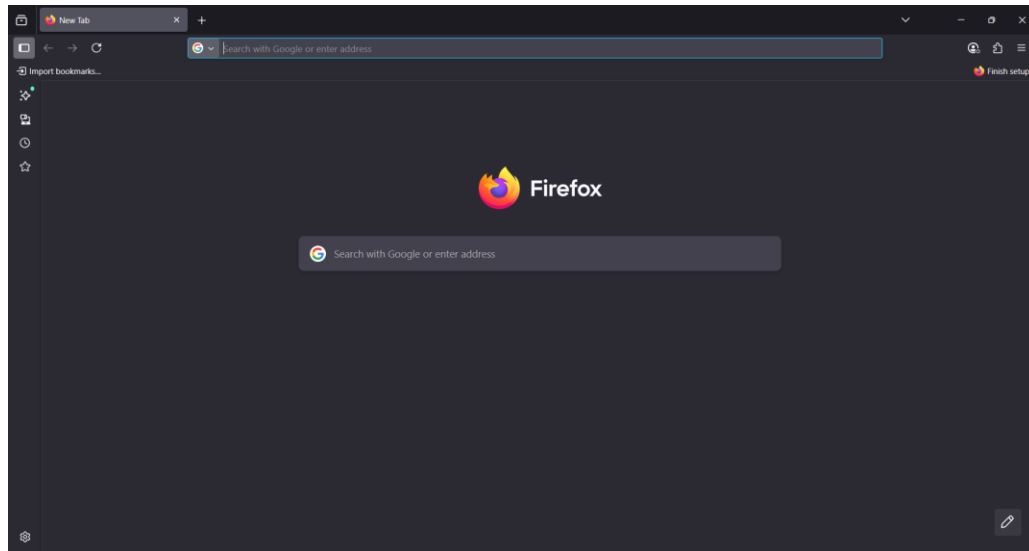 New Tab
Search with Google or enter address
Import bookmarks...
Finish setup
Firefox
Search with Google or enter address